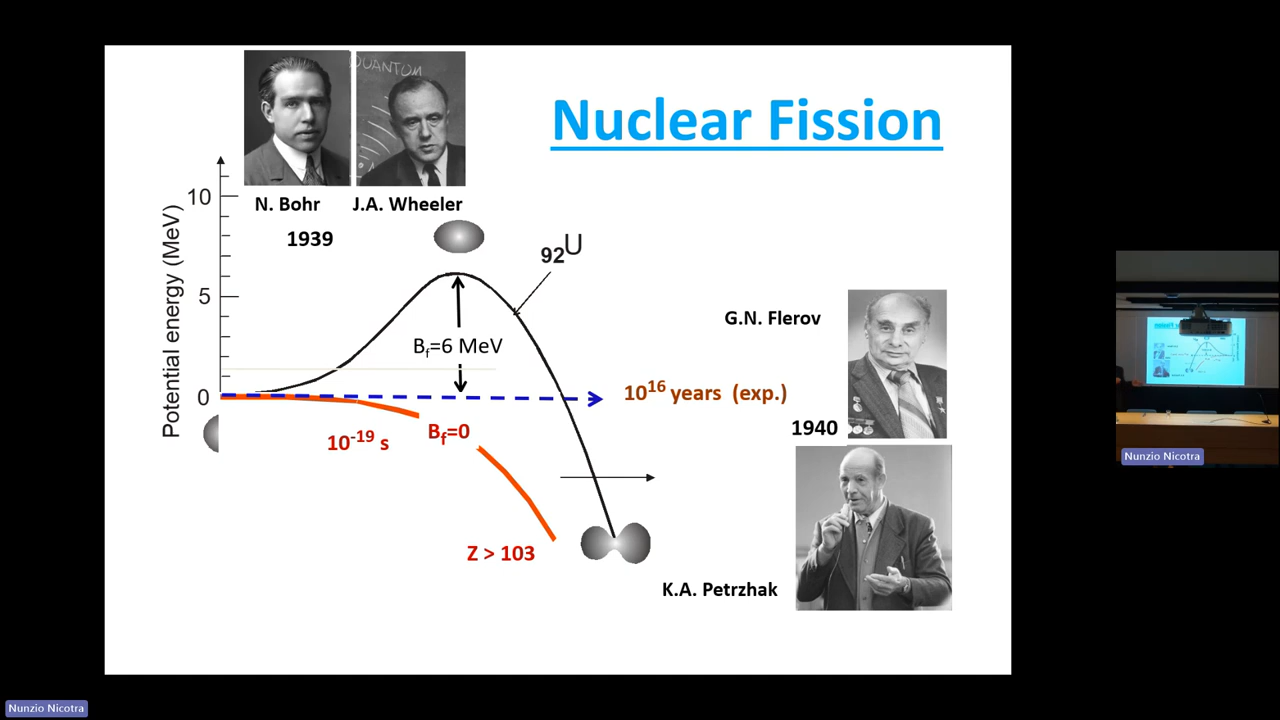 QUANTUM
Nuclear Fission
N. Bohr
J.A. Wheeler
1939
Potential energy (MeV)
10
5
0
92U
Bf=6 MeV
G.N. Flerov
10^16 years (exp.)
1940
Bf=0
10^-19 s
Z > 103
K.A. Petrzhak
Nunzio Nicotra
Nunzio Nicotra